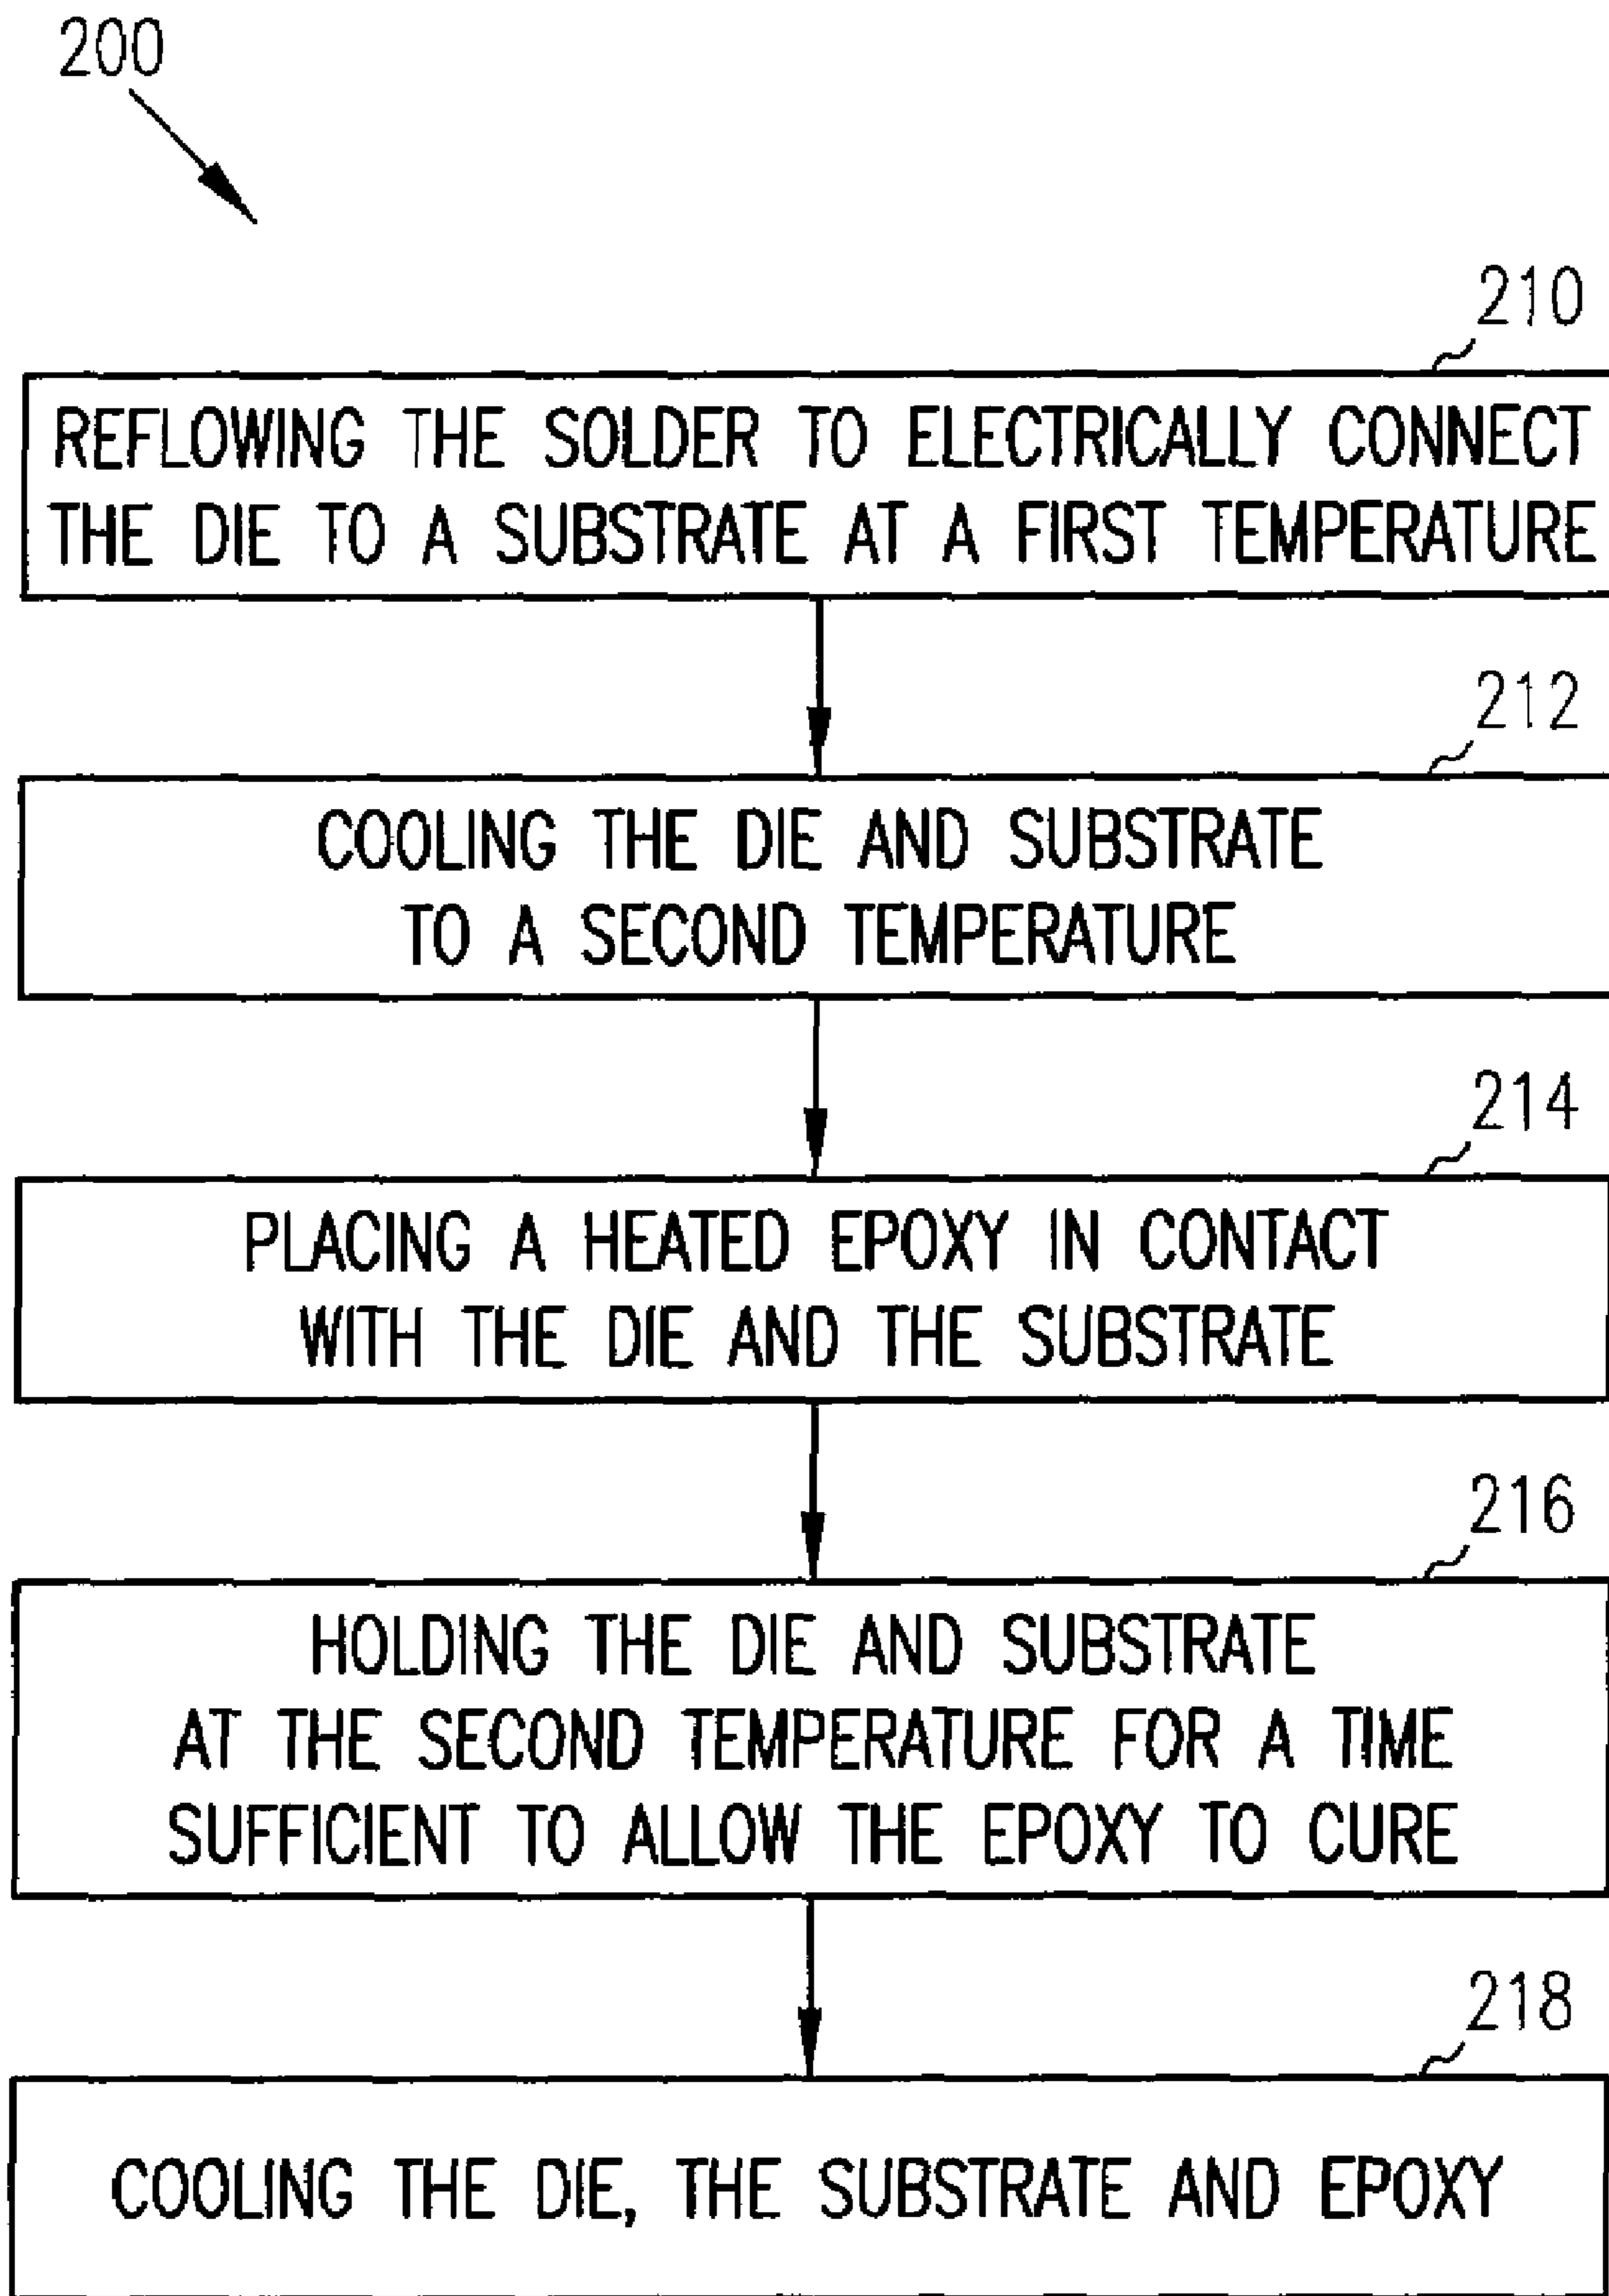 200
210
REFLOWING THE SOLDER TO ELECTRICALLY CONNECT
THE DIE TO A SUBSTRATE AT A FIRST TEMPERATURE
212
COOLING THE DIE AND SUBSTRATE
TO A SECOND TEMPERATURE
214
PLACING A HEATED EPOXY IN CONTACT
WITH THE DIE AND THE SUBSTRATE
216
HOLDING THE DIE AND SUBSTRATE
AT THE SECOND TEMPERATURE FOR A TIME
SUFFICIENT TO ALLOW THE EPOXY TO CURE
218
COOLING THE DIE, THE SUBSTRATE AND EPOXY